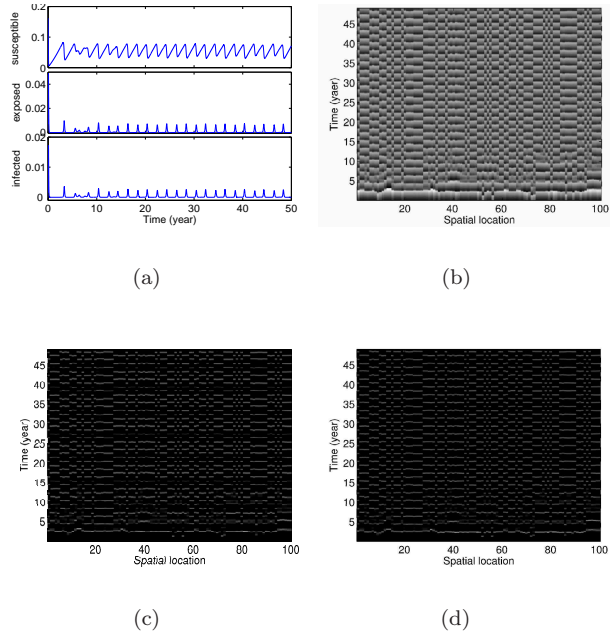 (a)
susceptible
0.2
0.1
0
exposed
0.04
0.02
0
infected
0.02
0.01
0
0 10 20 30 40 50
Time (year)
(b)
Time (yaer)
45
40
35
30
25
20
15
10
5
20 40 60 80 100
Spatial location
(a)
(b)
Time (year)
45
40
35
30
25
20
15
10
5
20 40 60 80 100
Spatial location
Time (year)
45
40
35
30
25
20
15
10
5
20 40 60 80 100
Spatial location
(c)
(d)